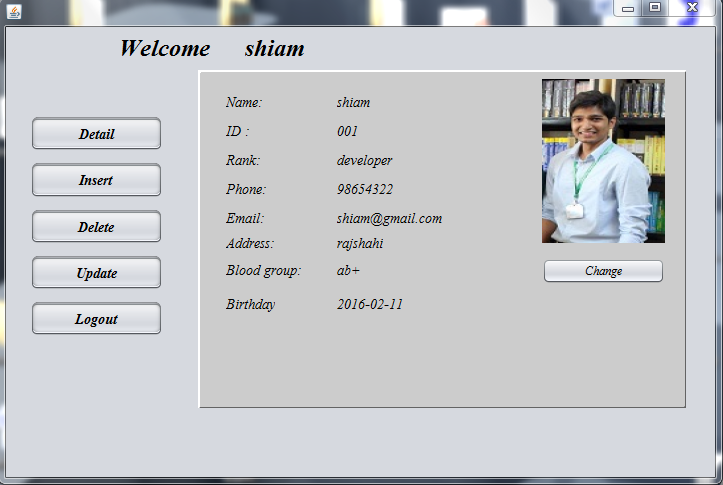 Welcome shiam
Detail
Insert
Delete
Update
Logout
Name: shiam
ID : 001
Rank: developer
Phone: 98654322
Email: shiam@gmail.com
Address: rajshahi
Blood group: ab+
Birthday 2016-02-11
Change